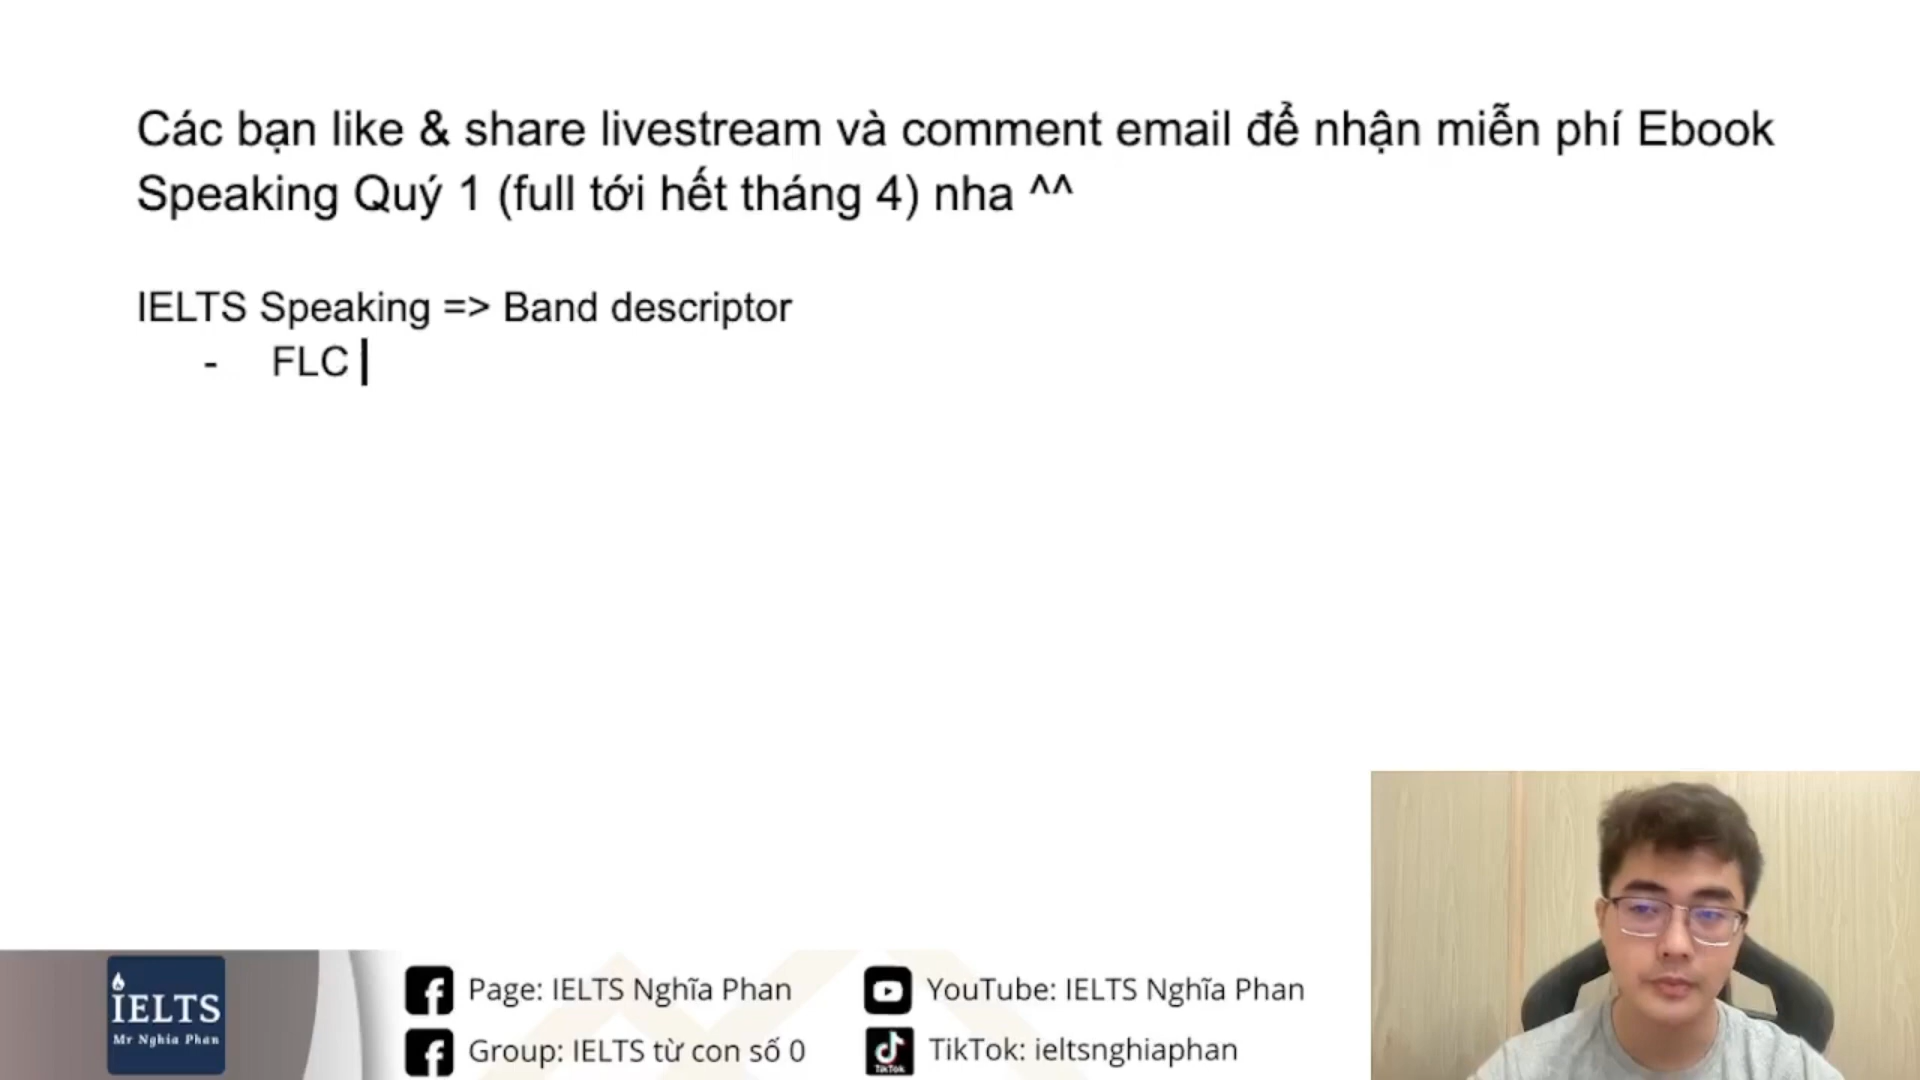 Các bạn like & share livestream và comment email để nhận miễn phí Ebook
Speaking Quý 1 (full tới hết tháng 4) nha ^^
IELTS Speaking => Band descriptor
- FLC
IELTS
Mr Nghia Phan
Page: IELTS Nghĩa Phan
Group: IELTS từ con số 0
YouTube: IELTS Nghĩa Phan
TikTok
TikTok: ieltsnghiaphan